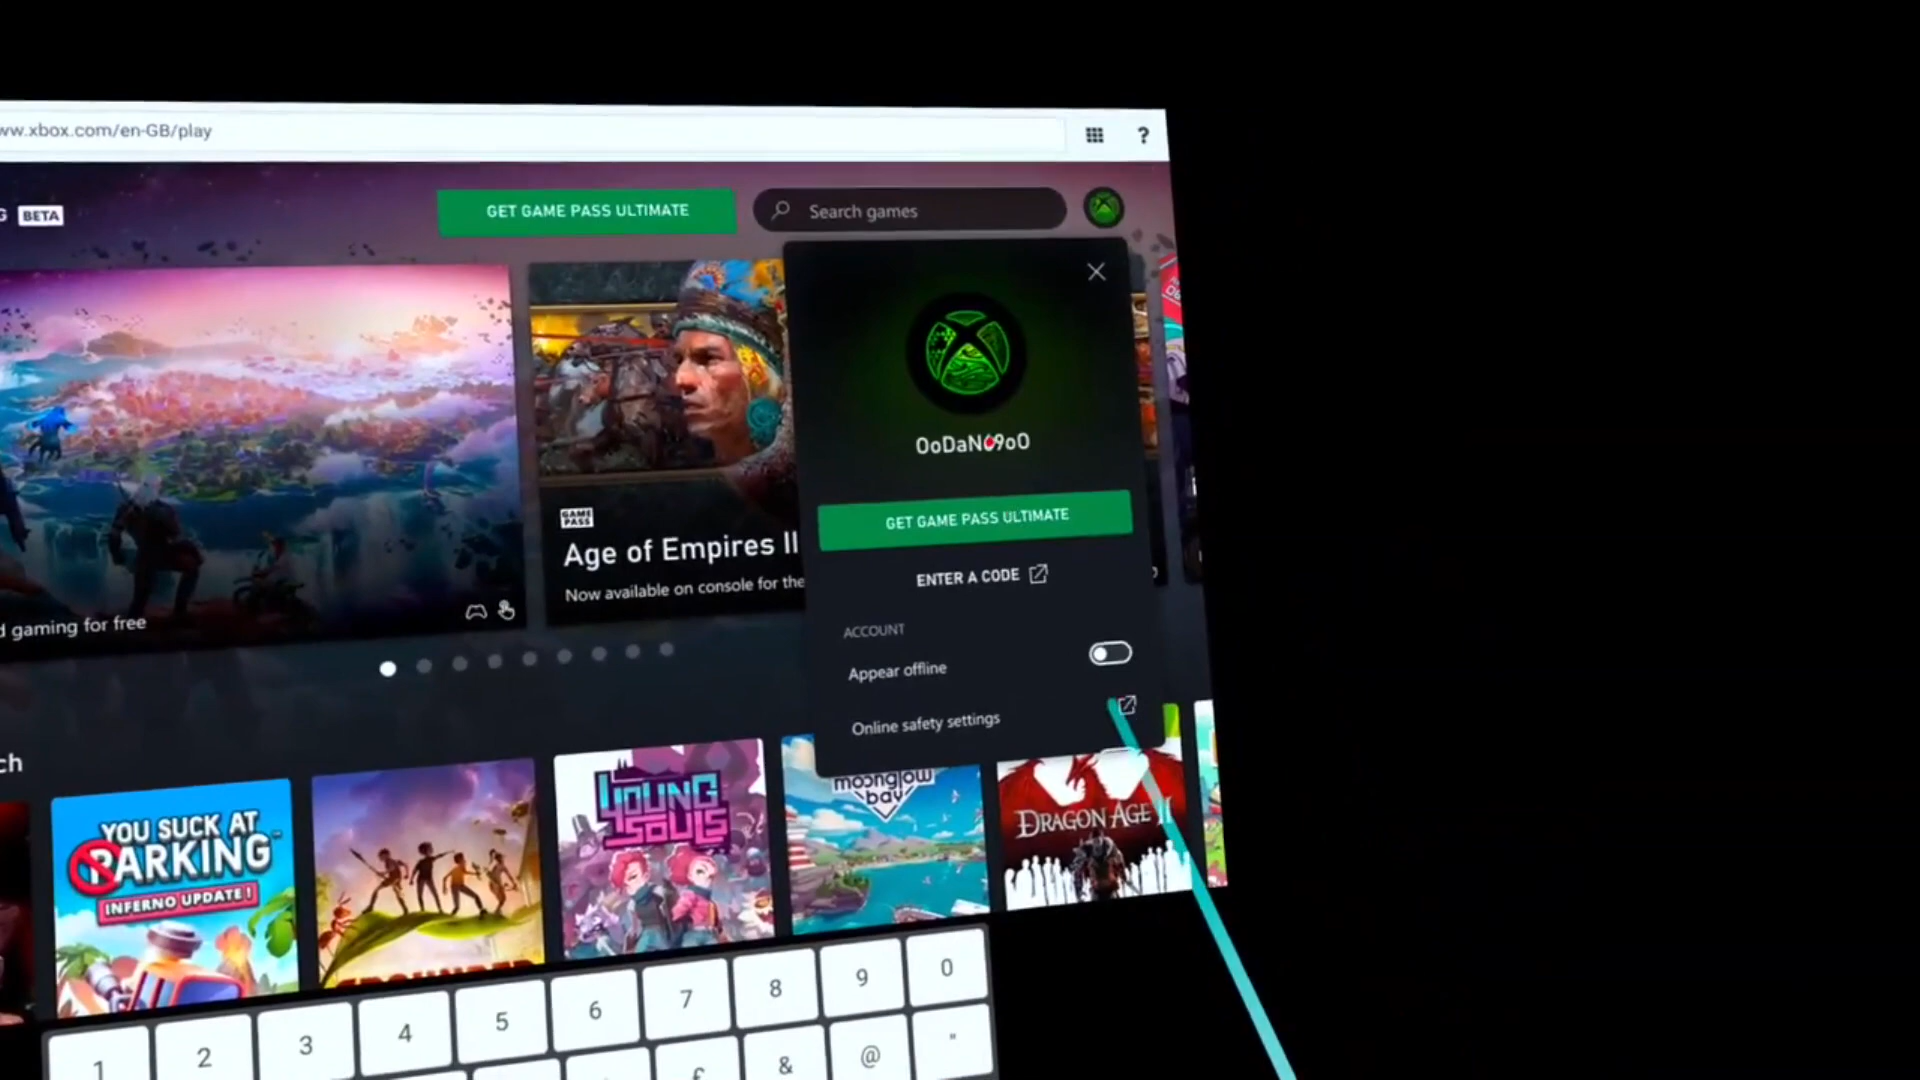 ww.xbox.com/en-GB/play
?
G BETA
GET GAME PASS ULTIMATE
Search games
OoDaN69oO
GET GAME PASS ULTIMATE
ENTER A CODE
ACCOUNT
Appear offline
Online safety settings
GAME PASS
Age of Empires II
Now available on console for the
d gaming for free
ch
YOU SUCK AT
PARKING
INFERNO UPDATE!
YOUNG
SOULS
moonglow
bay
DRAGON AGE II
1 2 3 4 5 6 7 8 9 0
£ & @ "